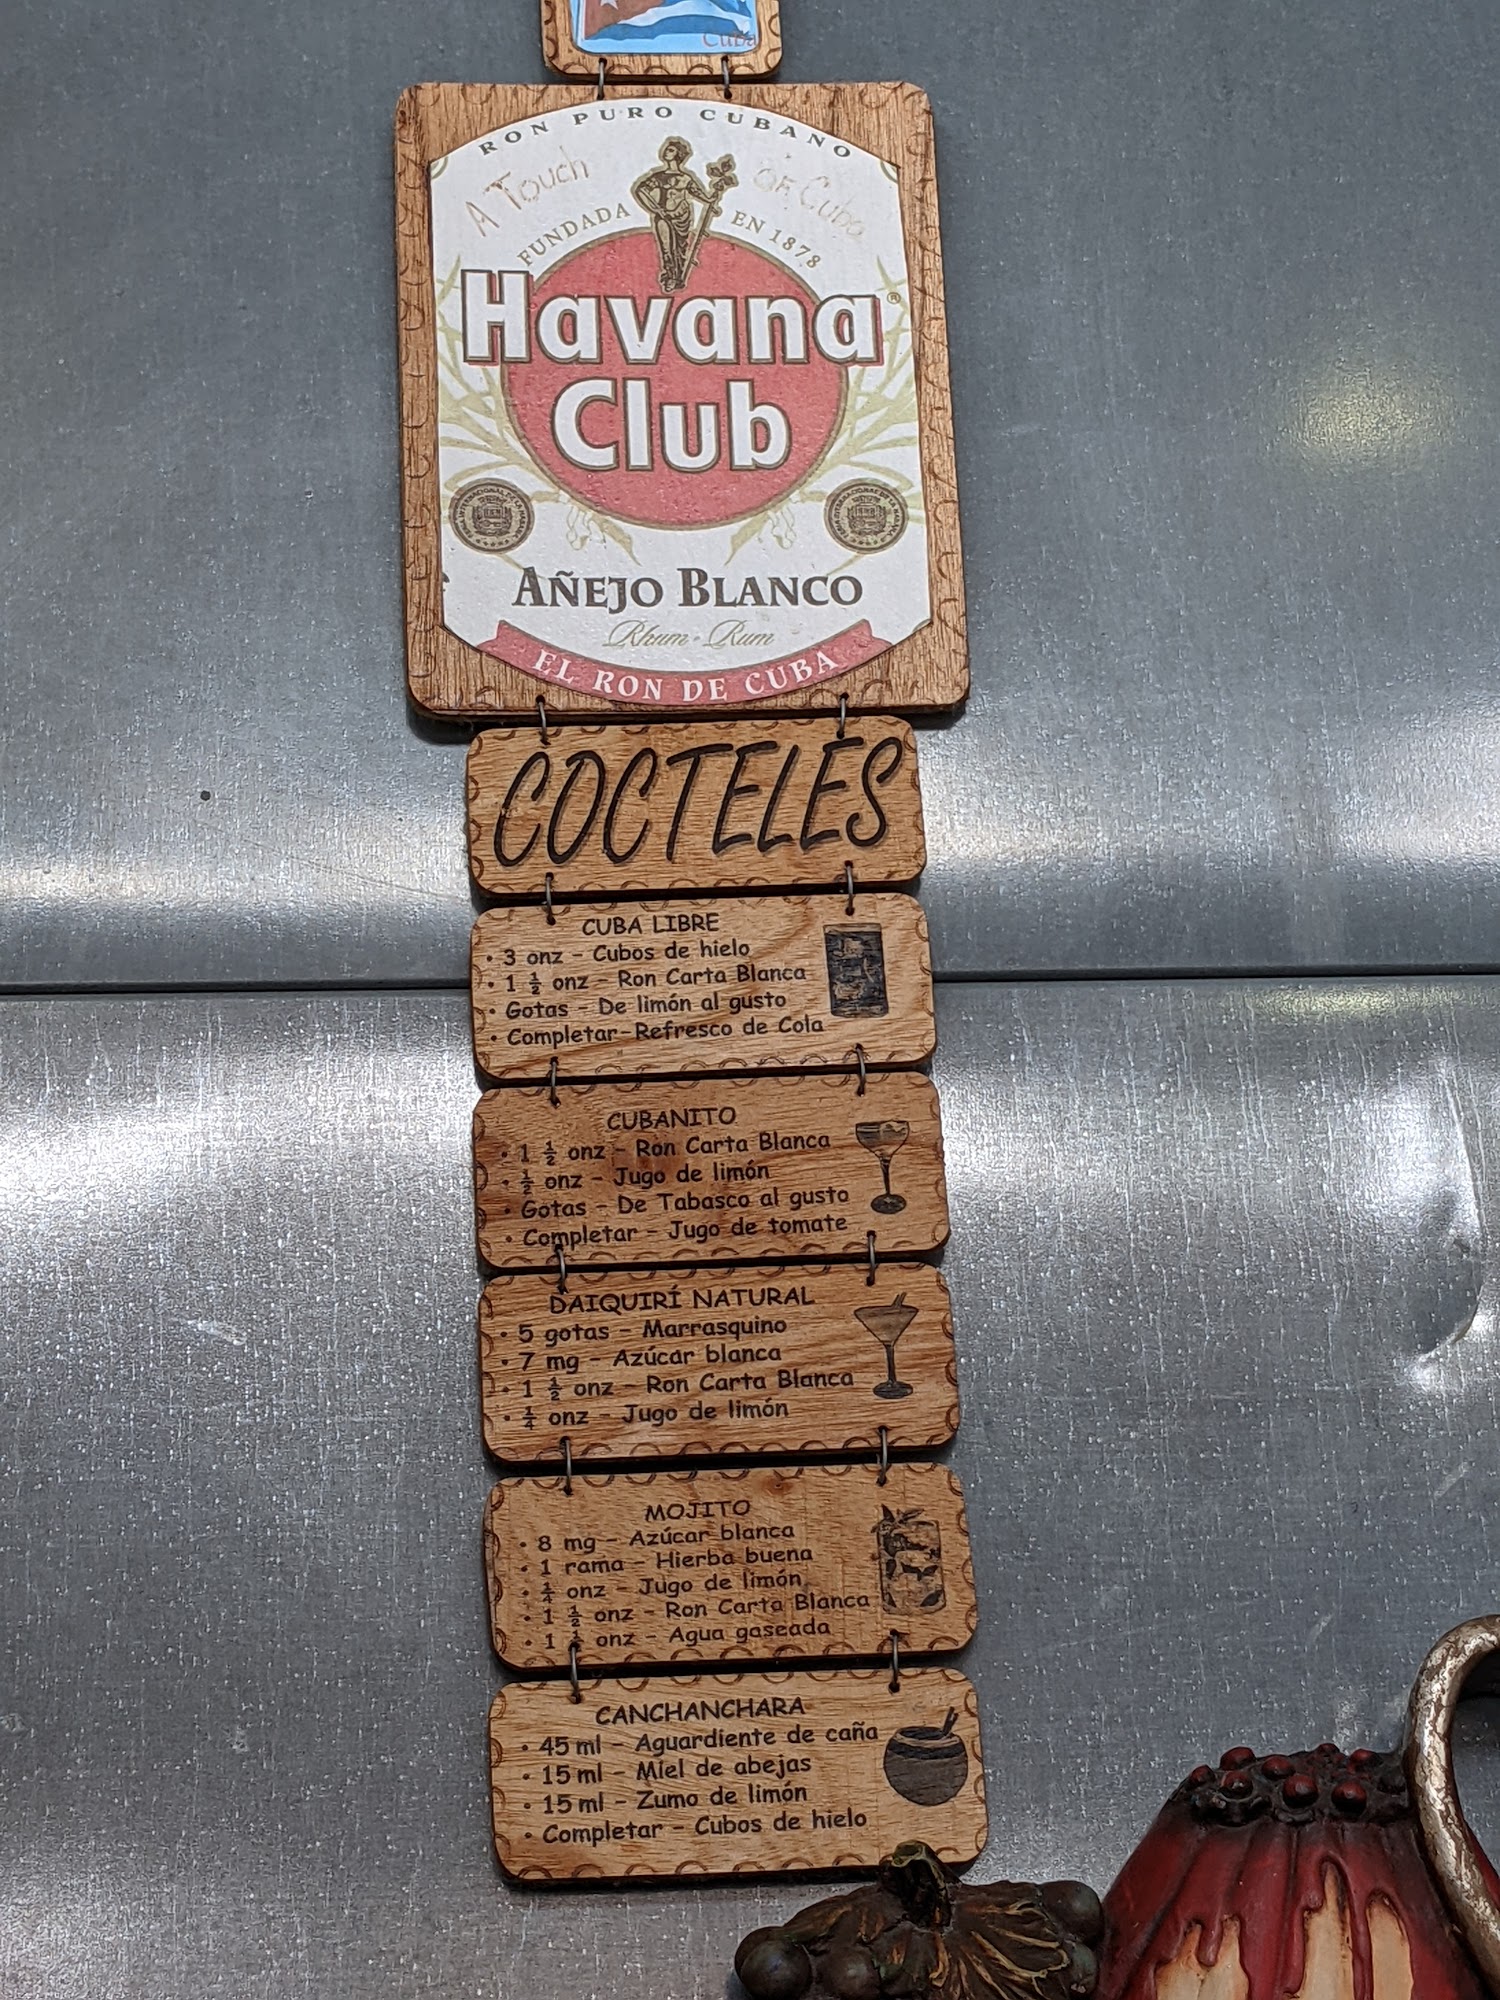 Cuba
RON PURO CUBANO
A Touch of Cuba
FUNDADA EN 1878
Havana
Club
AÑEJO BLANCO
Rhum · Rum
EL RON DE CUBA
COCTELES
CUBA LIBRE
• 3 onz – Cubos de hielo
• 1 ½ onz – Ron Carta Blanca
• Gotas – De limón al gusto
• Completar–Refresco de Cola
CUBANITO
• 1 ½ onz – Ron Carta Blanca
• ½ onz – Jugo de limón
• Gotas – De Tabasco al gusto
• Completar – Jugo de tomate
DAIQUIRÍ NATURAL
• 5 gotas – Marrasquino
• 7 mg – Azúcar blanca
• 1 ½ onz – Ron Carta Blanca
• ¼ onz – Jugo de limón
MOJITO
• 8 mg – Azúcar blanca
• 1 rama – Hierba buena
• ¼ onz – Jugo de limón
• 1 ½ onz – Ron Carta Blanca
• 1 ½ onz – Agua gaseada
CANCHANCHARA
• 45 ml – Aguardiente de caña
• 15 ml – Miel de abejas
• 15 ml – Zumo de limón
• Completar – Cubos de hielo